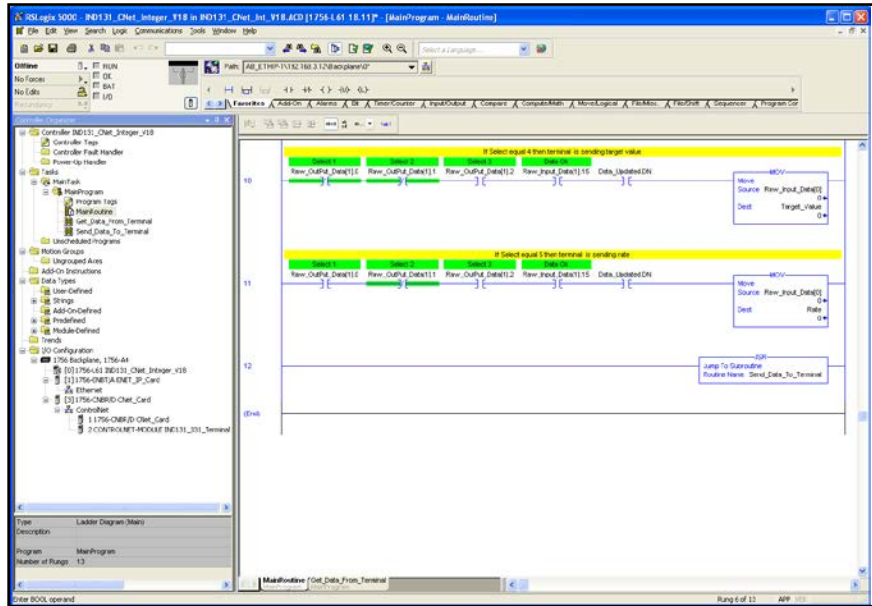 RSLogix 5000 - IND131_CNet_Integer_V18 in IND131_CNet_Int_V18.ACD [1756-L61 18.11]* - [MainProgram - MainRoutine]
File Edit View Search Logic Communications Tools Window Help
Select a Language...
Offline
RUN
No Forces
OK
No Edits
BAT
I/O
Redundancy
Path: AB_ETHIP-1\192.168.3.12\Backplane\0*
Favorites Add-On Alarms Bit Timer/Counter Input/Output Compare Compute/Math Move/Logical File/Misc. File/Shift Sequencer Program Con
Controller Organizer
Controller IND131_CNet_Integer_V18
Controller Tags
Controller Fault Handler
Power-Up Handler
Tasks
MainTask
MainProgram
Program Tags
MainRoutine
Get_Data_From_Terminal
Send_Data_To_Terminal
Unscheduled Programs
Motion Groups
Ungrouped Axes
Add-On Instructions
Data Types
User-Defined
Strings
Add-On-Defined
Predefined
Module-Defined
Trends
I/O Configuration
1756 Backplane, 1756-A4
[0] 1756-L61 IND131_CNet_Integer_V18
[1] 1756-ENBT/A ENET_IP_Card
Ethernet
[3] 1756-CNBR/D CNet_Card
ControlNet
1 1756-CNBR/D CNet_Card
2 CONTROLNET-MODULE IND131_331_Terminal
Type Ladder Diagram (Main)
Description
Program MainProgram
Number of Rungs 13
If Select equal 4 then terminal is sending target value
Select 1 Select 2 Select 3 Data Ok
Raw_OutPut_Data[1].0 Raw_OutPut_Data[1].1 Raw_OutPut_Data[1].2 Raw_Input_Data[1].15 Data_Updated.DN
10
MOV
Move
Source Raw_Input_Data[0]
0
Dest Target_Value
0
If Select equal 5 then terminal is sending rate
Select 1 Select 2 Select 3 Data Ok
Raw_OutPut_Data[1].0 Raw_OutPut_Data[1].1 Raw_OutPut_Data[1].2 Raw_Input_Data[1].15 Data_Updated.DN
11
MOV
Move
Source Raw_Input_Data[0]
0
Dest Rate
0
12
JSR
Jump To Subroutine
Routine Name Send_Data_To_Terminal
(End)
MainRoutine Get_Data_From_Terminal
Enter BOOL operand
Rung 6 of 13 APP VER